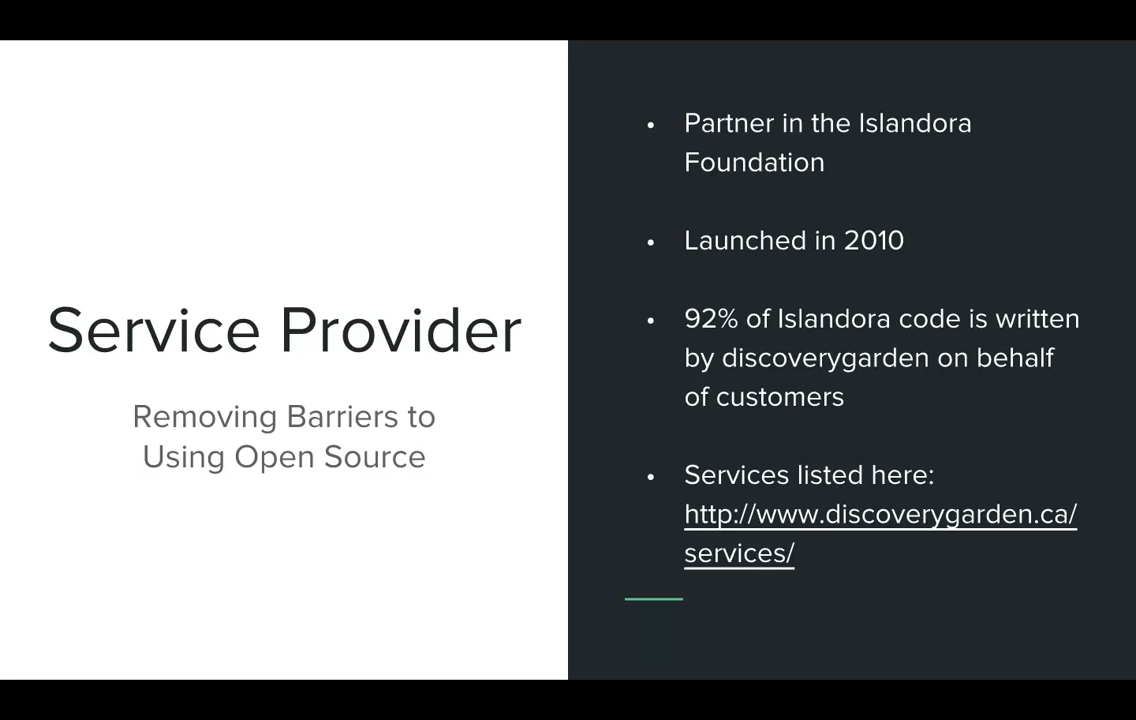 Service Provider
Removing Barriers to
Using Open Source
• Partner in the Islandora
Foundation
• Launched in 2010
• 92% of Islandora code is written
by discoverygarden on behalf
of customers
• Services listed here:
http://www.discoverygarden.ca/
services/